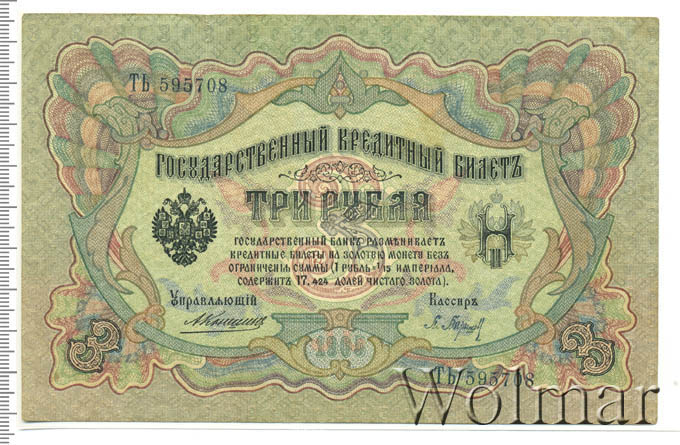 ТЬ 595708
ГОСУДАРСТВЕННЫЙ КРЕДИТНЫЙ БИЛЕТЪ
3
ТРИ РУБЛЯ
ГОСУДАРСТВЕННЫЙ БАНКЪ РАЗМѢНИВАЕТЪ
КРЕДИТНЫЕ БИЛЕТЫ НА ЗОЛОТУЮ МОНЕТУ БЕЗЪ
ОГРАНИЧЕНІЯ СУММЫ (1 РУБЛЬ = 1/15 ИМПЕРІАЛА,
СОДЕРЖИТЪ 17,424 ДОЛЕЙ ЧИСТАГО ЗОЛОТА).
Управляющій Кассиръ
3 1905 3
ТЬ 595708
Wolmar